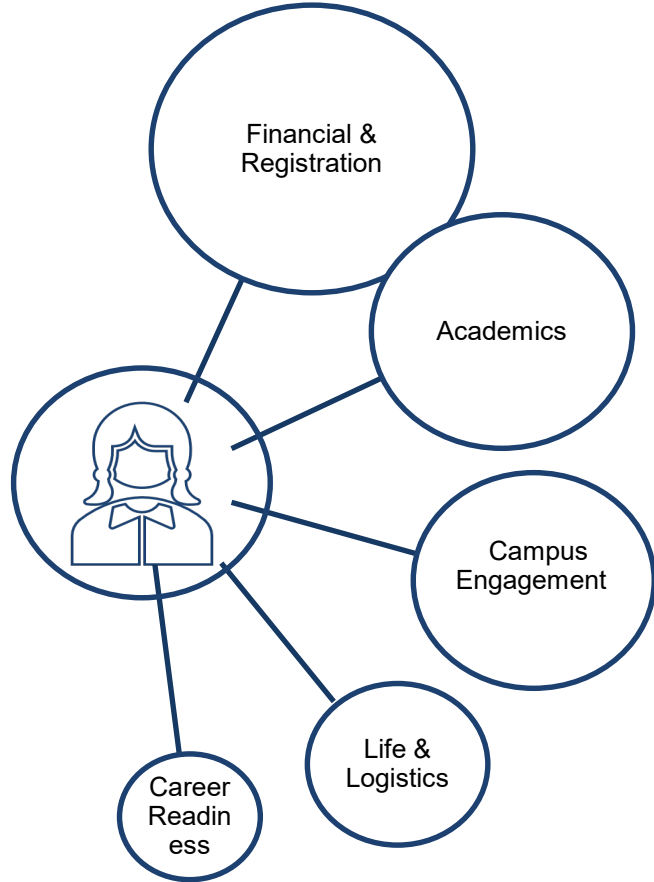 Financial &
Registration
Academics
Campus
Engagement
Life &
Logistics
Career
Readin
ess